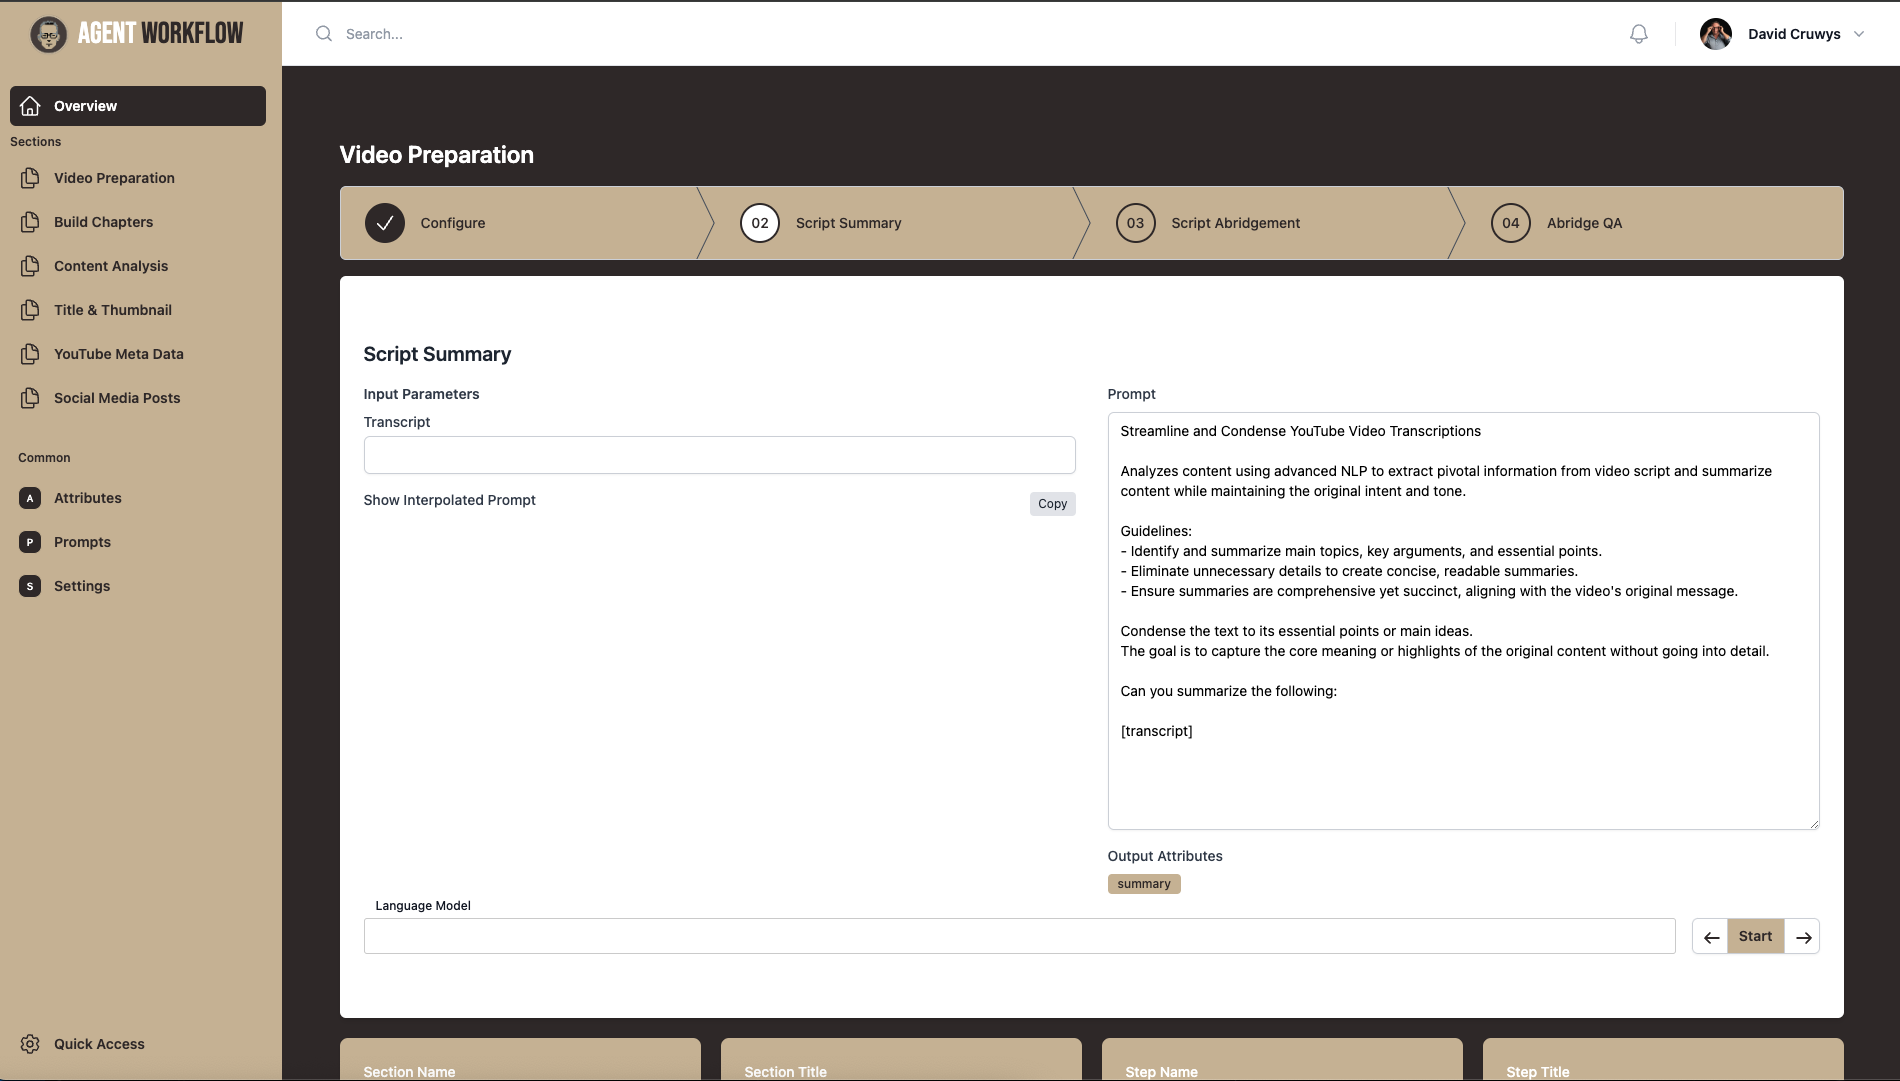 AGENT WORKFLOW
Search...
David Cruwys
Overview
Sections
Video Preparation
Build Chapters
Content Analysis
Title & Thumbnail
YouTube Meta Data
Social Media Posts
Common
A Attributes
P Prompts
S Settings
Quick Access
Video Preparation
Configure
02 Script Summary
03 Script Abridgement
04 Abridge QA
Script Summary
Input Parameters
Transcript
Show Interpolated Prompt
Copy
Prompt
Streamline and Condense YouTube Video Transcriptions
Analyzes content using advanced NLP to extract pivotal information from video script and summarize
content while maintaining the original intent and tone.
Guidelines:
- Identify and summarize main topics, key arguments, and essential points.
- Eliminate unnecessary details to create concise, readable summaries.
- Ensure summaries are comprehensive yet succinct, aligning with the video's original message.
Condense the text to its essential points or main ideas.
The goal is to capture the core meaning or highlights of the original content without going into detail.
Can you summarize the following:
[transcript]
Output Attributes
summary
Language Model
Start
Section Name
Section Title
Step Name
Step Title